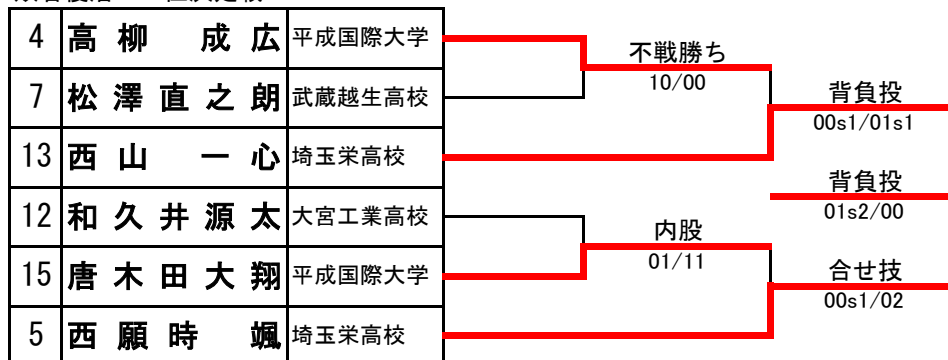 4 高柳 成広 平成国際大学
7 松澤直之朗 武蔵越生高校
13 西山 一心 埼玉栄高校
12 和久井源太 大宮工業高校
15 唐木田大翔 平成国際大学
5 西願時 颯 埼玉栄高校
不戦勝ち
10/00
背負投
00s1/01s1
背負投
01s2/00
内股
01/11
合せ技
00s1/02